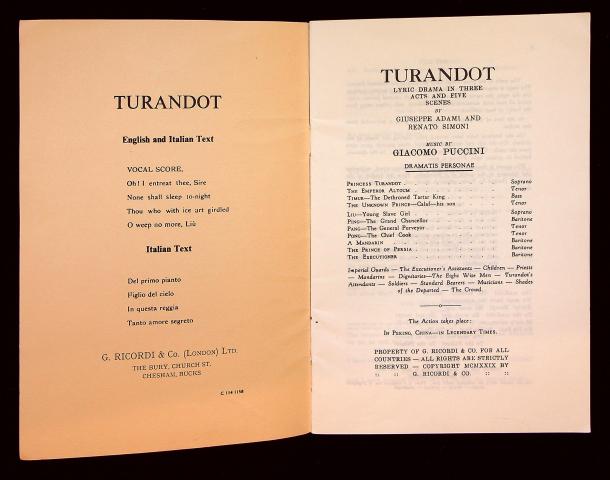 TURANDOT
English and Italian Text
VOCAL SCORE,
Oh! I entreat thee, Sire
None shall sleep to-night
Thou who with ice art girdled
O weep no more, Liù
Italian Text
Del primo pianto
Figlio del cielo
In questa reggia
Tanto amore segreto
G. RICORDI & Co. (LONDON) LTD.
THE BURY, CHURCH ST.
CHESHAM, BUCKS
C 114 1158
TURANDOT
LYRIC DRAMA IN THREE
ACTS AND FIVE
SCENES
BY
GIUSEPPE ADAMI AND
RENATO SIMONI
MUSIC BY
GIACOMO PUCCINI
DRAMATIS PERSONAE
PRINCESS TURANDOT . . . . . . . . Soprano
THE EMPEROR ALTOUM . . . . . . . . Tenor
TIMUR—The Dethroned Tartar King . . . . . Bass
THE UNKNOWN PRINCE—Calaf—his son . . . . Tenor
LIU—Young Slave Girl . . . . . . . Soprano
PING—The Grand Chancellor . . . . . . Baritone
PANG—The General Purveyor . . . . . . Tenor
PONG—The Chief Cook . . . . . . . Tenor
A MANDARIN . . . . . . . . . Baritone
THE PRINCE OF PERSIA . . . . . . . Baritone
THE EXECUTIONER . . . . . . . . Baritone
Imperial Guards — The Executioner's Assistants — Children — Priests
— Mandarins — Dignitaries—The Eight Wise Men — Turandot's
Attendants — Soldiers — Standard Bearers — Musicians — Shades
of the Departed — The Crowd.
The Action takes place:
IN PEKING, CHINA—IN LEGENDARY TIMES.
PROPERTY OF G. RICORDI & CO. FOR ALL
COUNTRIES — ALL RIGHTS ARE STRICTLY
RESERVED — COPYRIGHT MCMXXIX BY
:: :: G. RICORDI & CO. :: ::